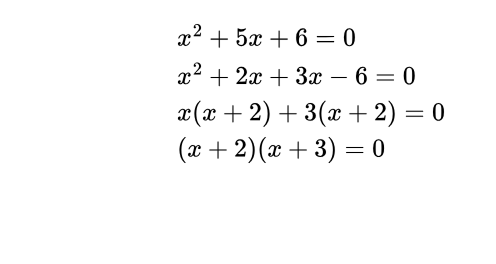 x² + 5x + 6 = 0
x² + 2x + 3x − 6 = 0
x(x + 2) + 3(x + 2) = 0
(x + 2)(x + 3) = 0